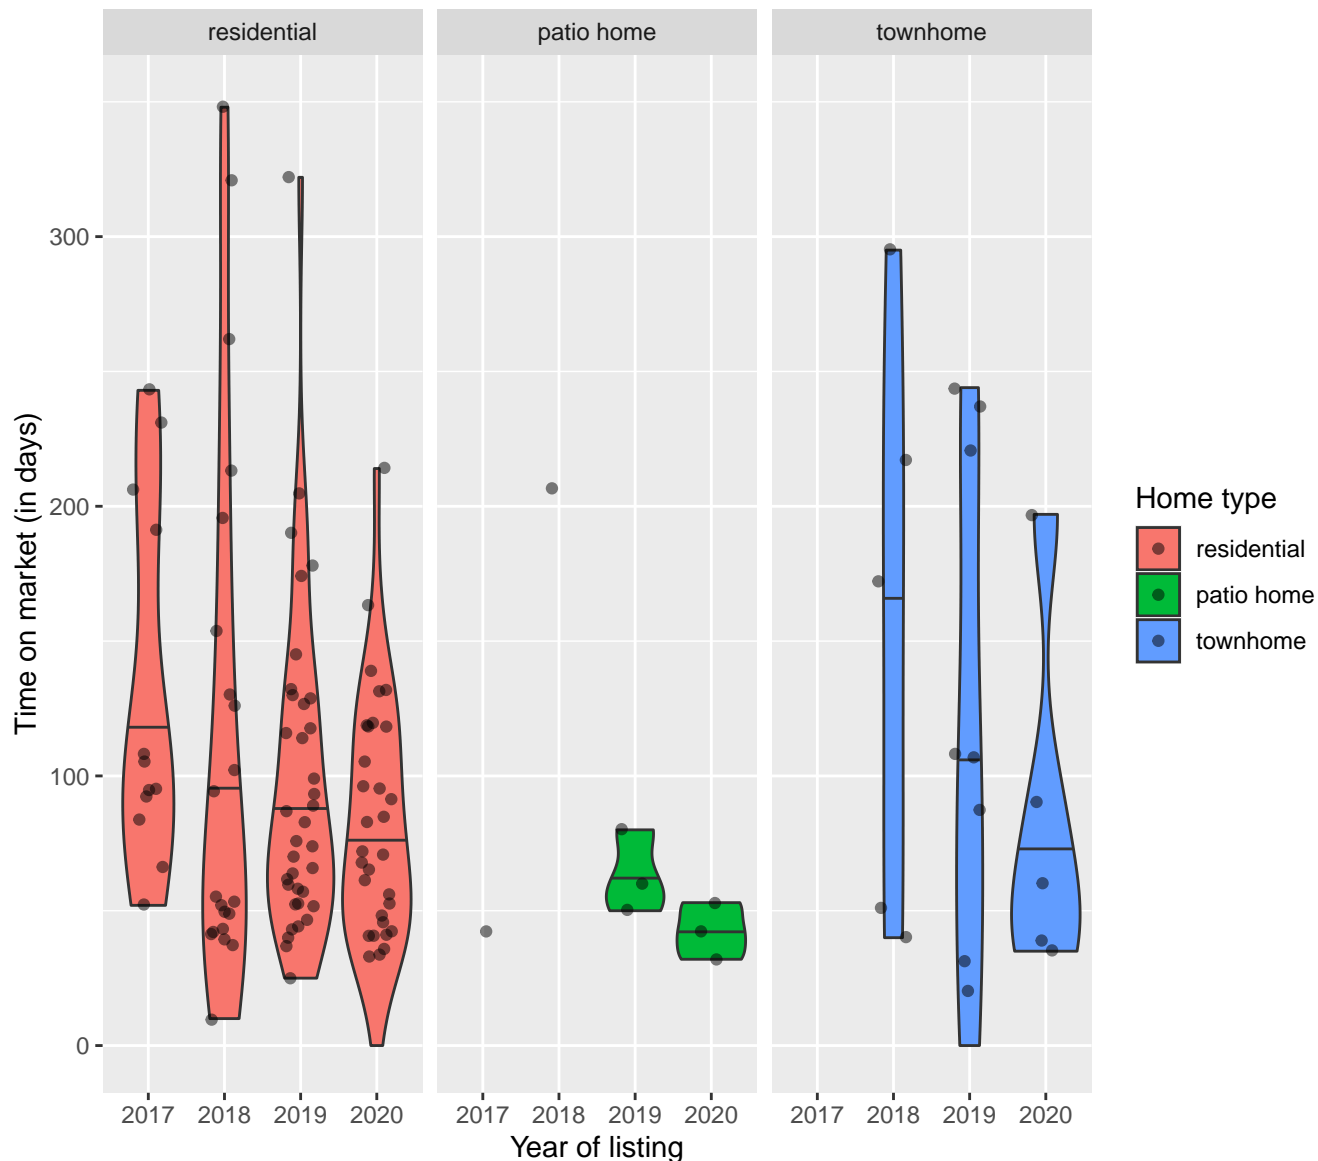 residential patio home townhome
300
200
100
0
Time on market (in days)
2017 2018 2019 2020 2017 2018 2019 2020 2017 2018 2019 2020
Year of listing
Home type
residential
patio home
townhome